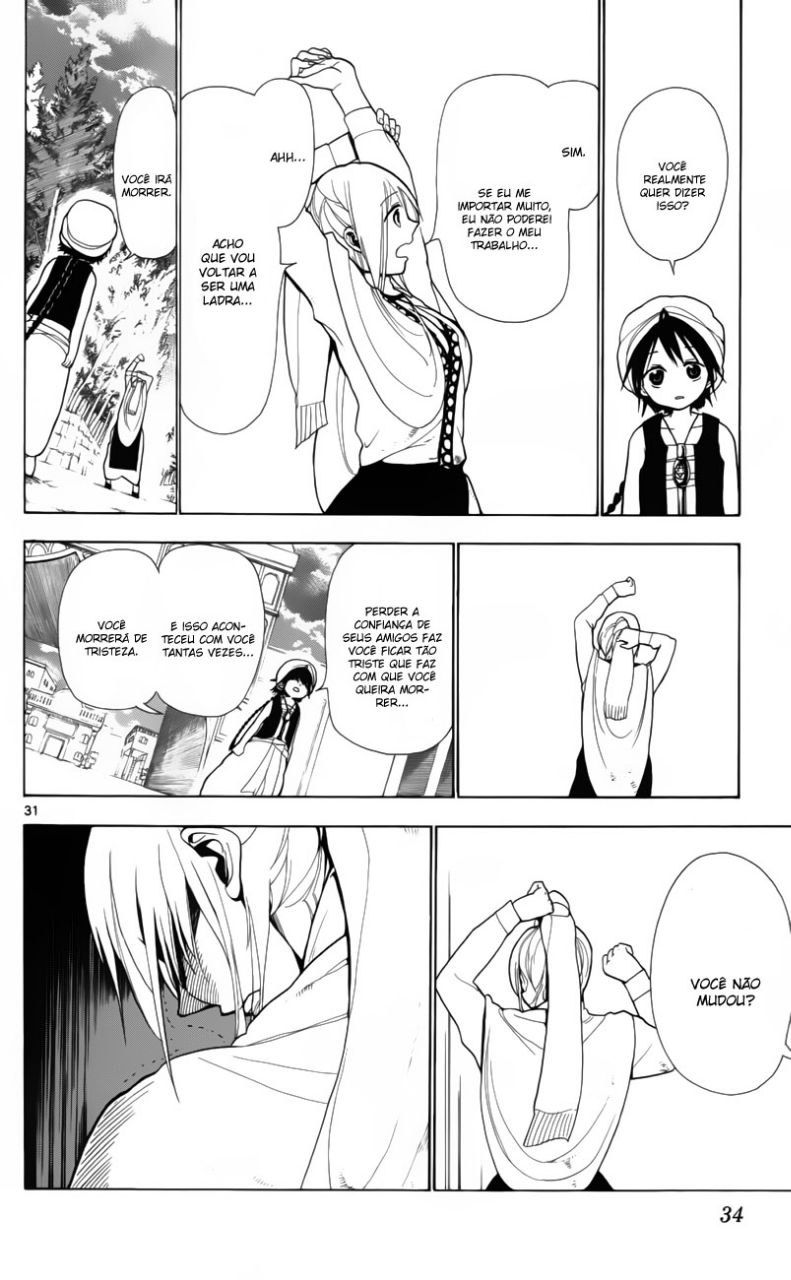 VOCÊ
REALMENTE
QUER DIZER
ISSO?
SIM.
SE EU ME
IMPORTAR MUITO,
EU NÃO PODEREI
FAZER O MEU
TRABALHO...
AHH...
ACHO
QUE VOU
VOLTAR A
SER UMA
LADRA...
VOCÊ IRÁ
MORRER.
PERDER A
CONFIANÇA DE
SEUS AMIGOS FAZ
VOCÊ FICAR TÃO
TRISTE QUE FAZ
COM QUE VOCÊ
QUEIRA MOR-
RER...
E ISSO ACON-
TECEU COM VOCÊ
TANTAS VEZES...
VOCÊ
MORRERÁ DE
TRISTEZA.
31
VOCÊ NÃO
MUDOU?
34